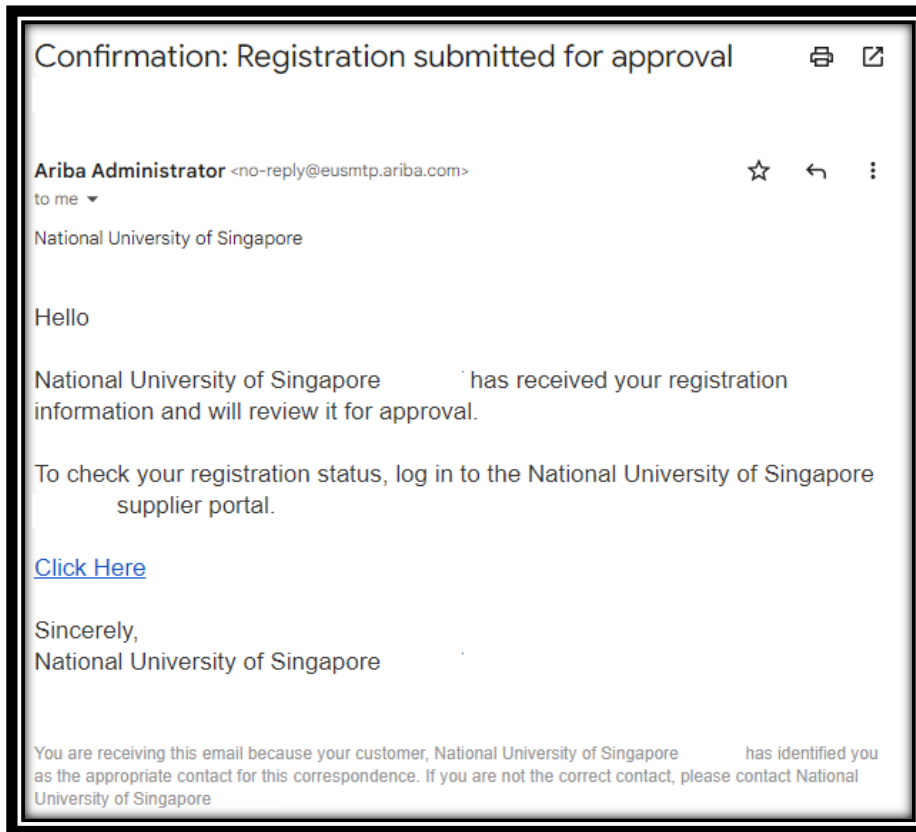 Confirmation: Registration submitted for approval
Ariba Administrator <no-reply@eusmtp.ariba.com>
to me
National University of Singapore
Hello
National University of Singapore has received your registration
information and will review it for approval.
To check your registration status, log in to the National University of Singapore
supplier portal.
Click Here
Sincerely,
National University of Singapore
You are receiving this email because your customer, National University of Singapore has identified you
as the appropriate contact for this correspondence. If you are not the correct contact, please contact National
University of Singapore